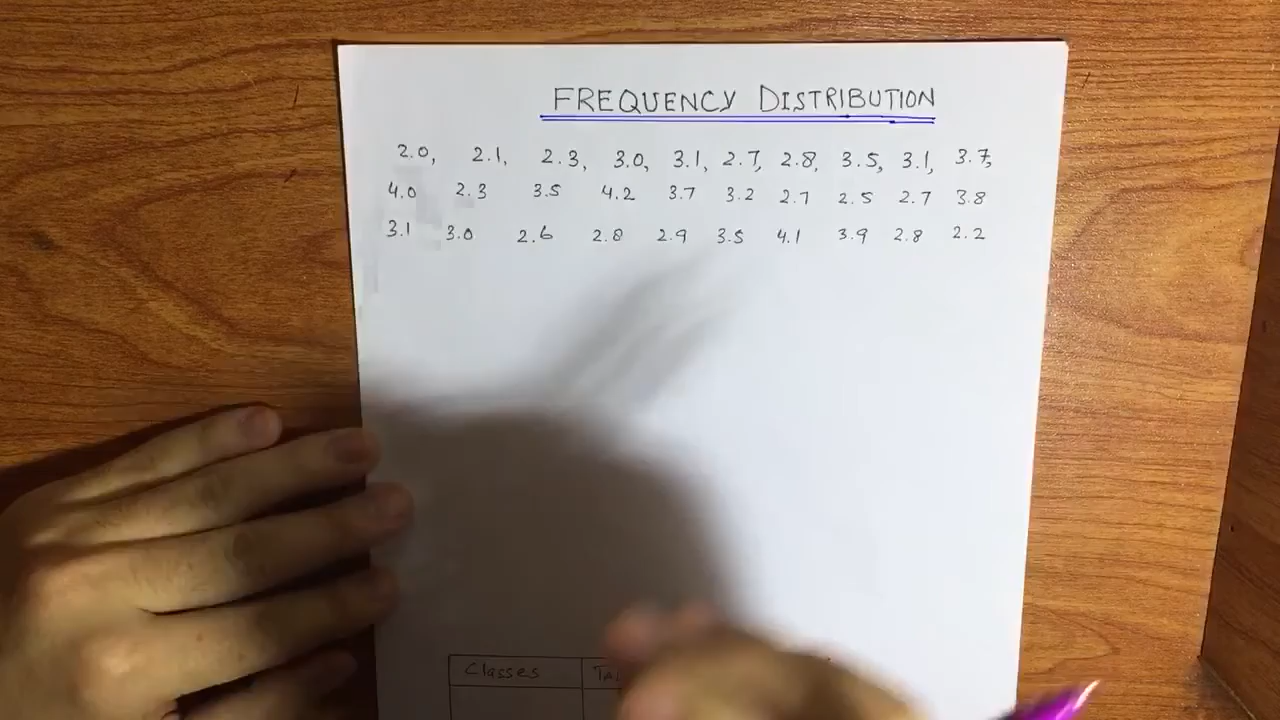 FREQUENCY DISTRIBUTION
2.0, 2.1, 2.3, 3.0, 3.1, 2.7, 2.8, 3.5, 3.1, 3.7,
4.0 2.3 3.5 4.2 3.7 3.2 2.7 2.5 2.7 3.8
3.1 3.0 2.6 2.8 2.9 3.5 4.1 3.9 2.8 2.2
Classes